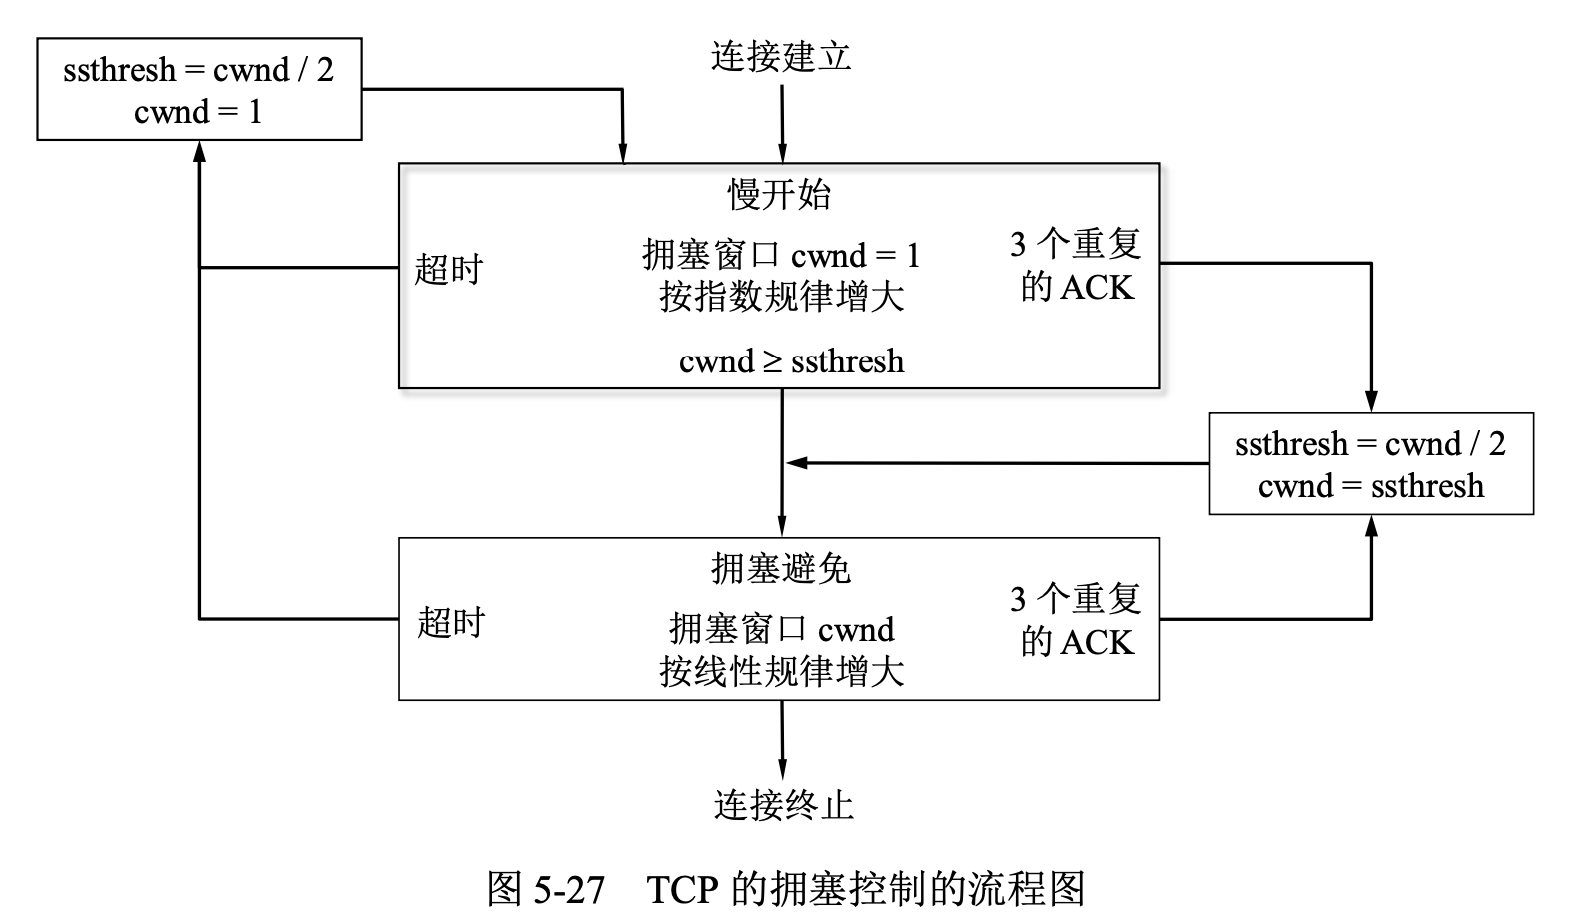 ssthresh = cwnd / 2
cwnd = 1
连接建立
慢开始
超时
拥塞窗口 cwnd = 1
按指数规律增大
3 个重复
的 ACK
cwnd ≥ ssthresh
ssthresh = cwnd / 2
cwnd = ssthresh
拥塞避免
超时
拥塞窗口 cwnd
按线性规律增大
3 个重复
的 ACK
连接终止
图 5-27 TCP 的拥塞控制的流程图